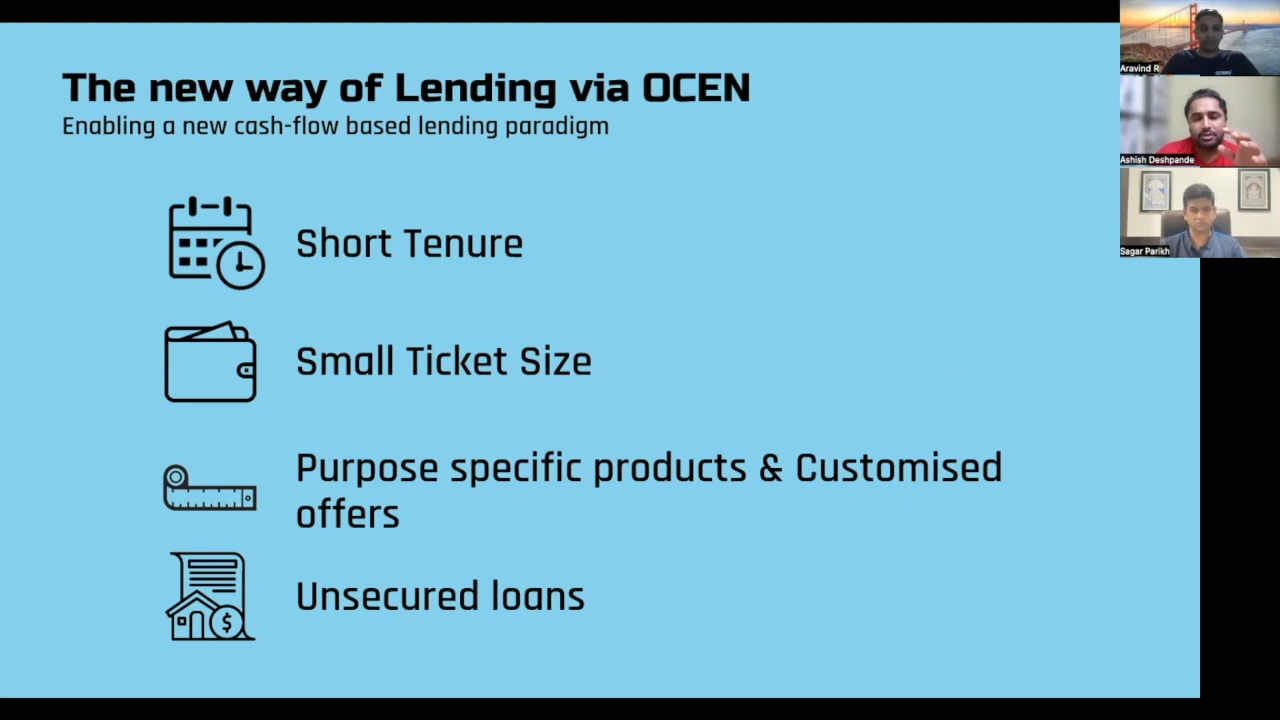 The new way of Lending via OCEN
Enabling a new cash-flow based lending paradigm
Short Tenure
Small Ticket Size
Purpose specific products & Customised
offers
$
Unsecured loans
Aravind R
Ashish Deshpande
Sagar Parikh